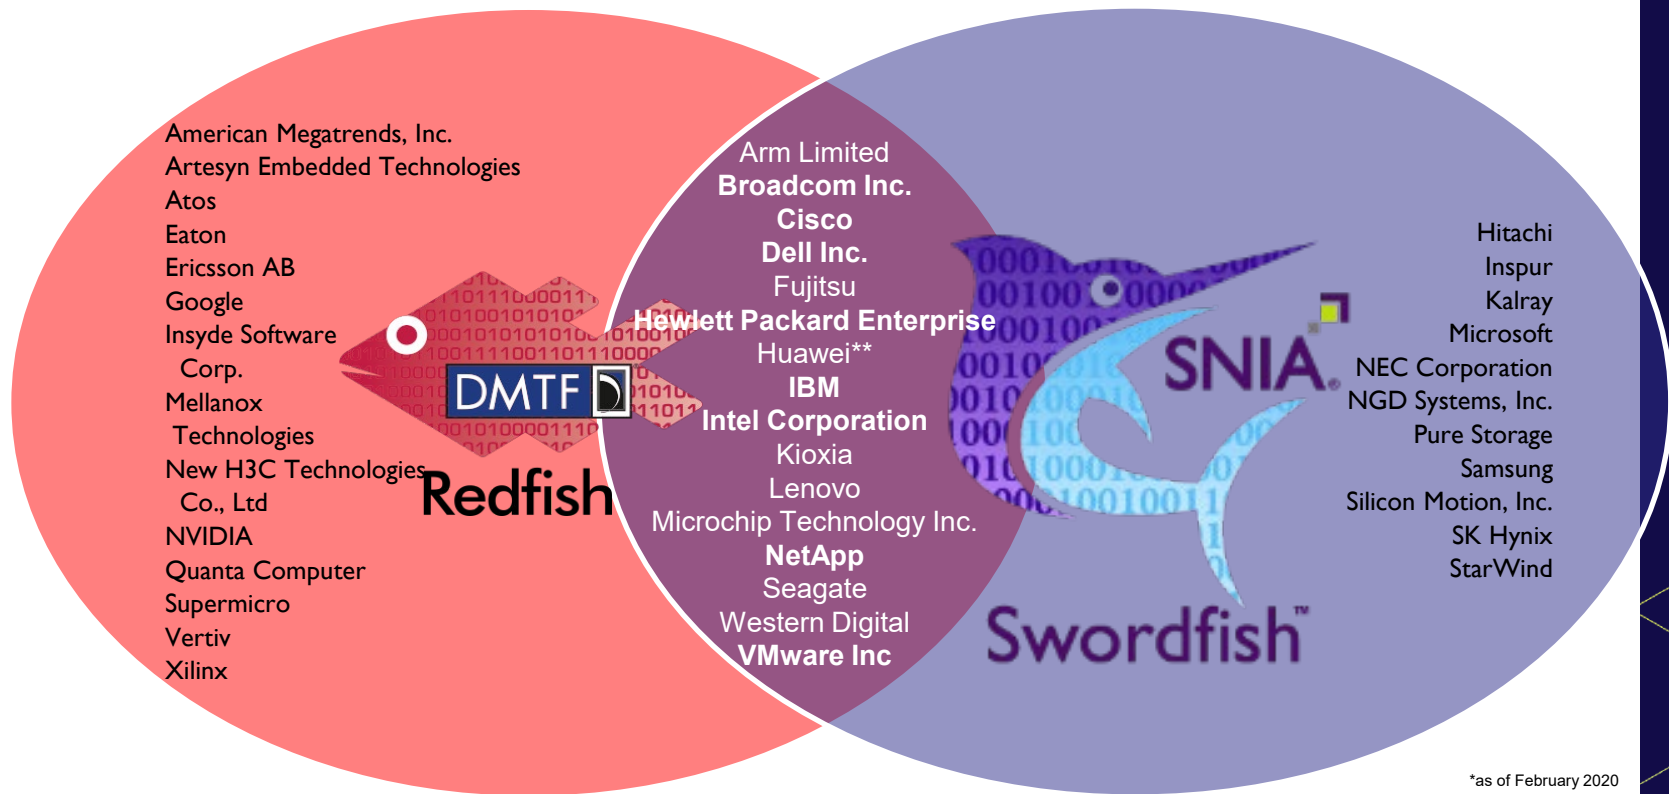 American Megatrends, Inc.
Artesyn Embedded Technologies
Atos
Eaton
Ericsson AB
Google
Insyde Software
Corp.
Mellanox
Technologies
New H3C Technologies
Co., Ltd
NVIDIA
Quanta Computer
Supermicro
Vertiv
Xilinx
DMTF
Redfish
Arm Limited
Broadcom Inc.
Cisco
Dell Inc.
Fujitsu
Hewlett Packard Enterprise
Huawei**
IBM
Intel Corporation
Kioxia
Lenovo
Microchip Technology Inc.
NetApp
Seagate
Western Digital
VMware Inc
SNIA®
Swordfish™
Hitachi
Inspur
Kalray
Microsoft
NEC Corporation
NGD Systems, Inc.
Pure Storage
Samsung
Silicon Motion, Inc.
SK Hynix
StarWind
*as of February 2020